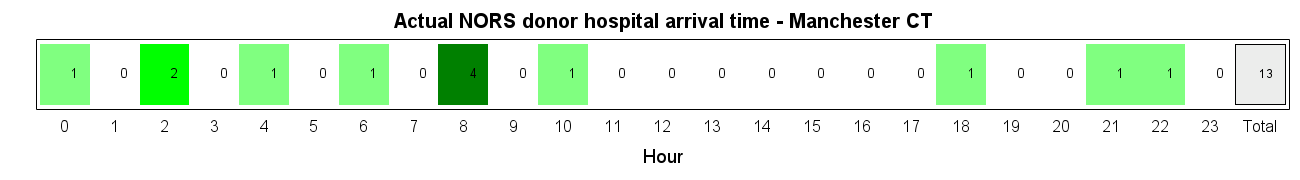 Actual NORS donor hospital arrival time - Manchester CT
1 0 2 0 1 0 1 0 4 0 1 0 0 0 0 0 0 0 1 0 0 1 1 0 13
0 1 2 3 4 5 6 7 8 9 10 11 12 13 14 15 16 17 18 19 20 21 22 23 Total
Hour